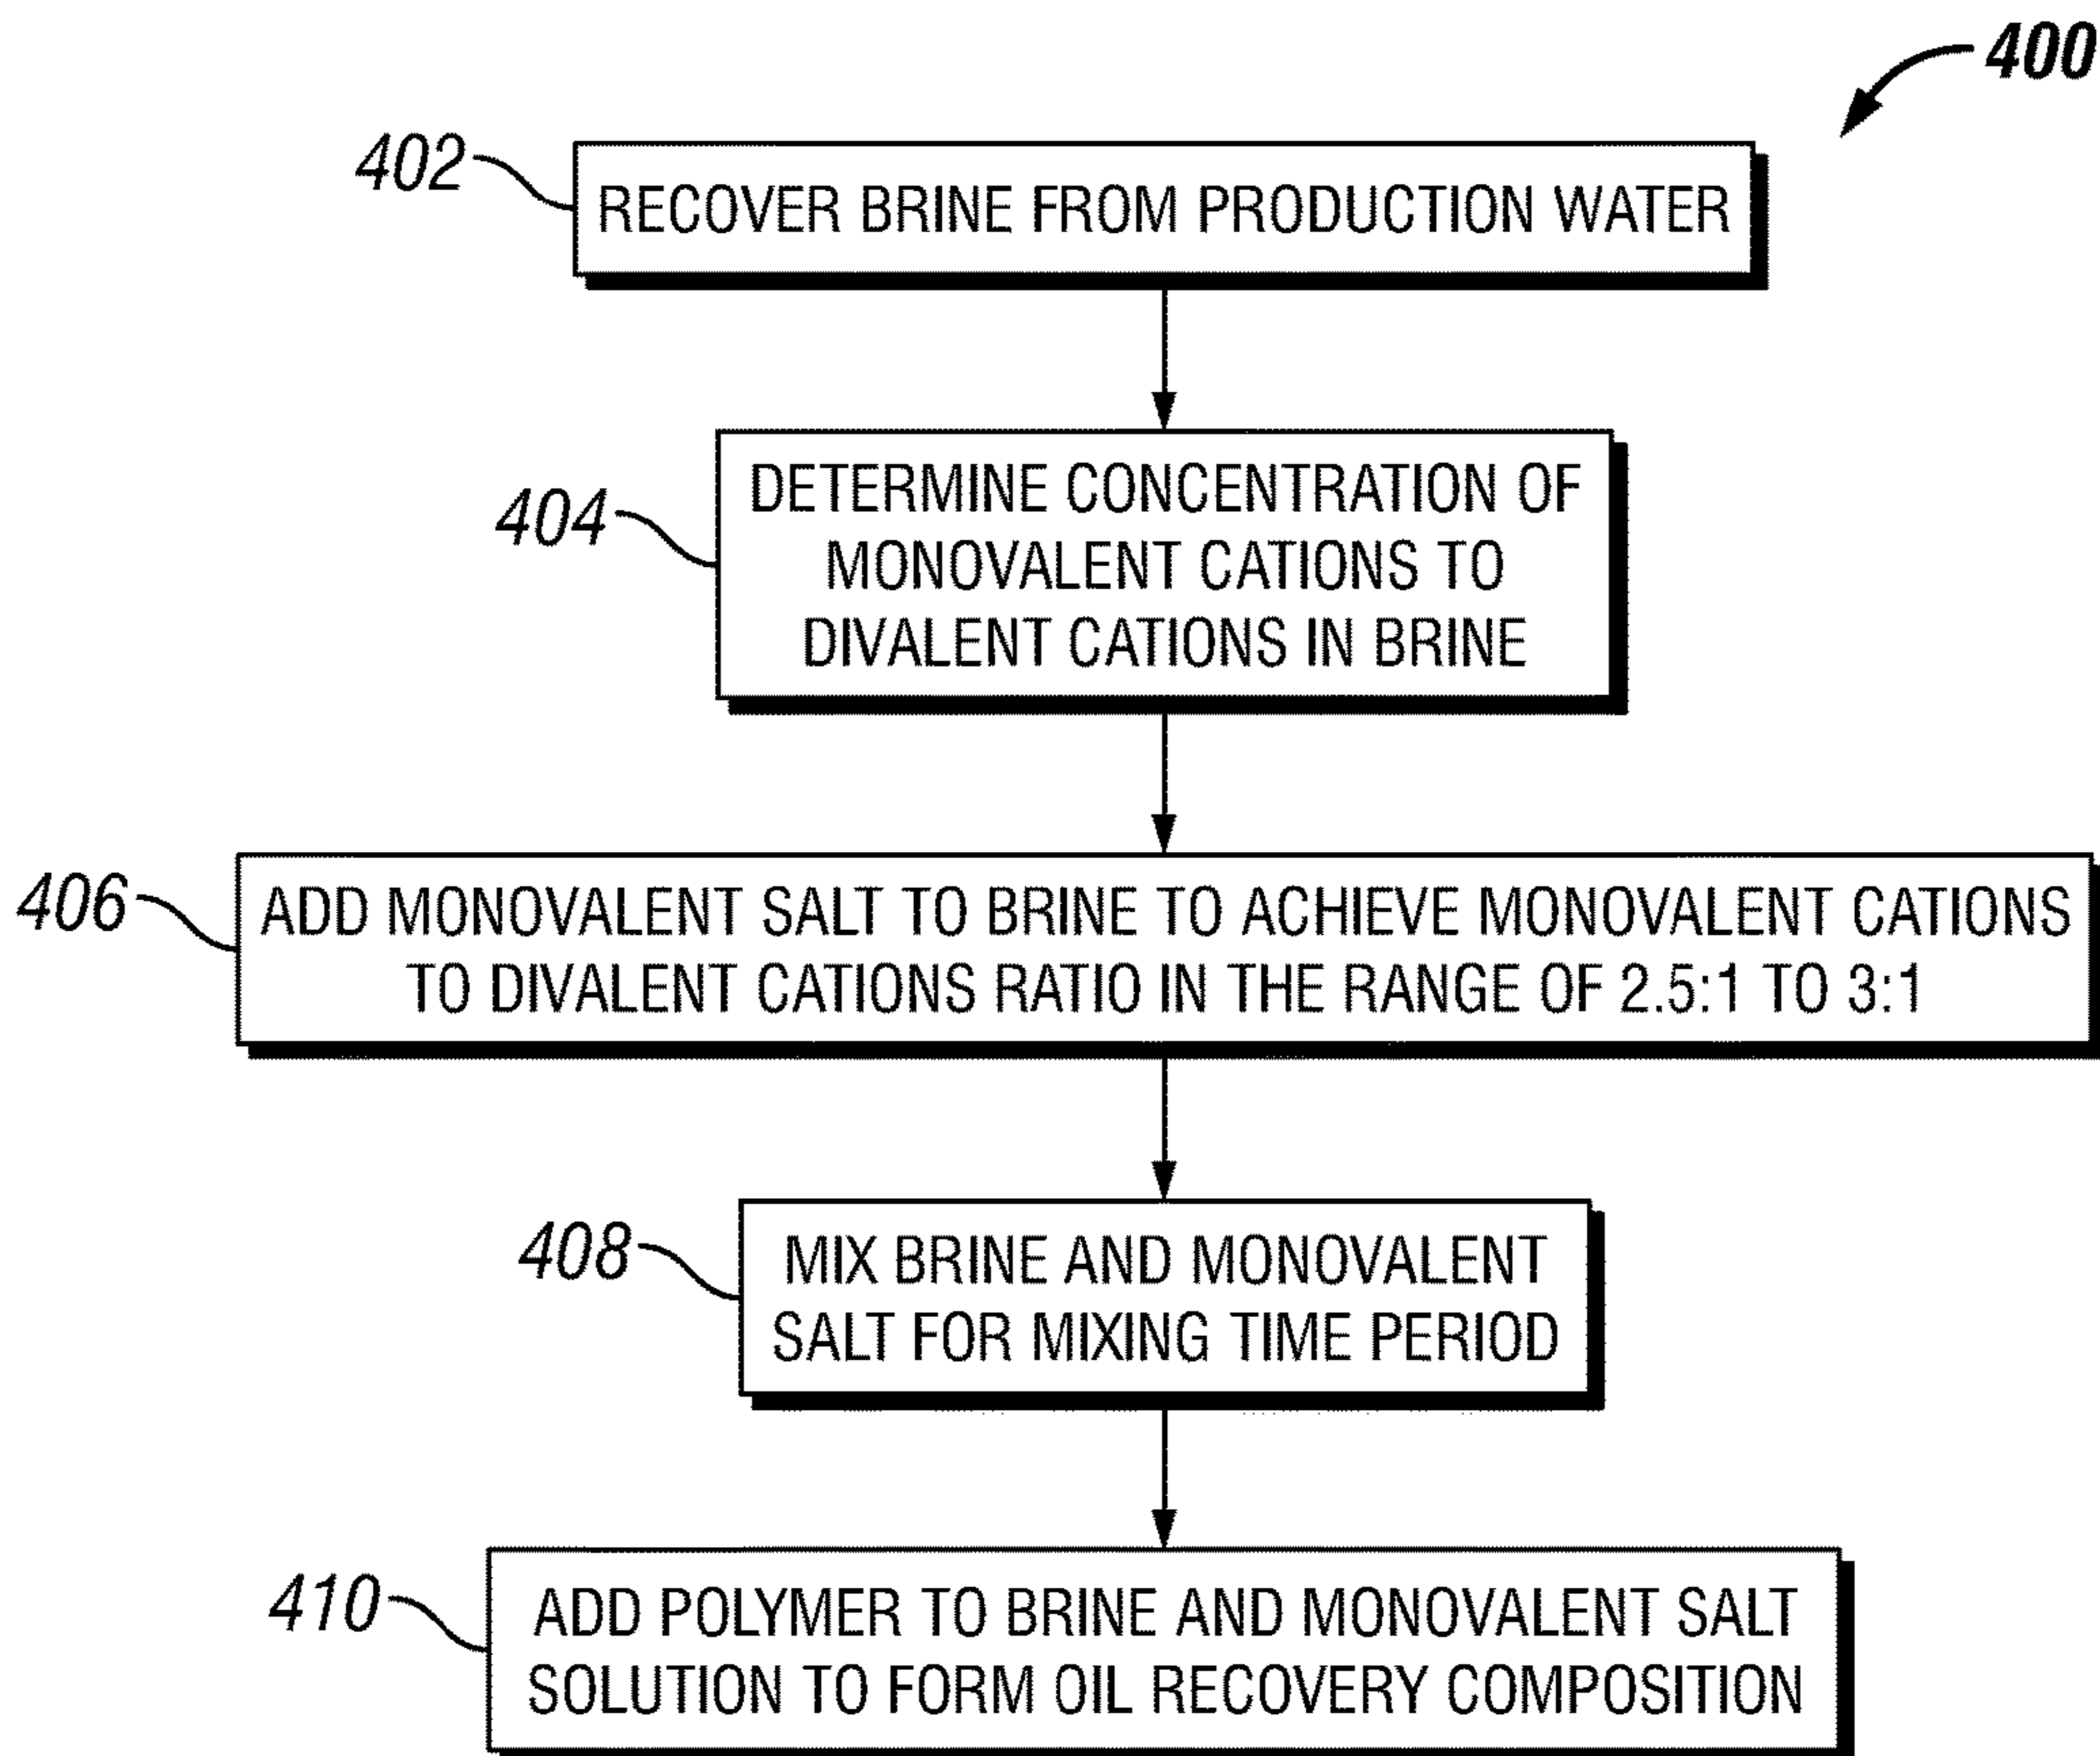 400
402
RECOVER BRINE FROM PRODUCTION WATER
404
DETERMINE CONCENTRATION OF
MONOVALENT CATIONS TO
DIVALENT CATIONS IN BRINE
406
ADD MONOVALENT SALT TO BRINE TO ACHIEVE MONOVALENT CATIONS
TO DIVALENT CATIONS RATIO IN THE RANGE OF 2.5:1 TO 3:1
408
MIX BRINE AND MONOVALENT
SALT FOR MIXING TIME PERIOD
410
ADD POLYMER TO BRINE AND MONOVALENT SALT
SOLUTION TO FORM OIL RECOVERY COMPOSITION